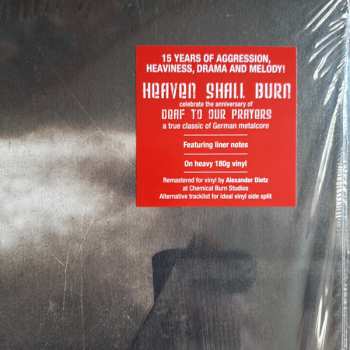 15 YEARS OF AGGRESSION,
HEAVINESS, DRAMA AND MELODY!
HEAVEN SHALL BURN
celebrate the anniversary of
DEAF TO OUR PRAYERS
a true classic of German metalcore
Featuring liner notes
On heavy 180g vinyl
Remastered for vinyl by Alexander Dietz
at Chemical Burn Studios
Alternative tracklist for ideal vinyl side split